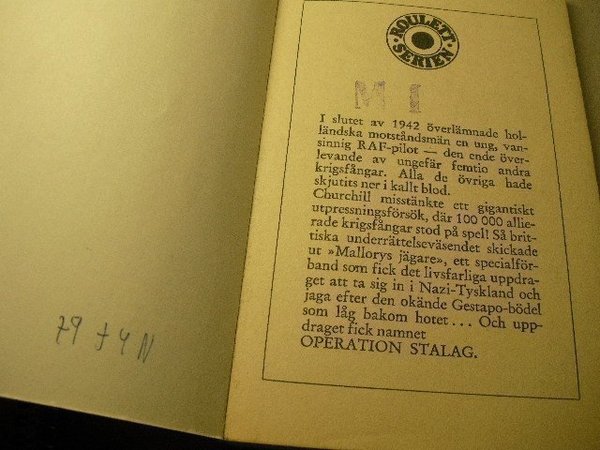 ROULETT
SERIEN
M I
I slutet av 1942 överlämnade hol-
ländska motståndsmän en ung, van-
sinnig RAF-pilot — den ende över-
levande av ungefär femtio andra
krigsfångar. Alla de övriga hade
skjutits ner i kallt blod.
Churchill misstänkte ett gigantiskt
utpressningsförsök, där 100 000 allie-
rade krigsfångar stod på spel! Så brit-
tiska underrättelseväsendet skickade
ut »Mallorys jägare», ett specialför-
band som fick det livsfarliga uppdra-
get att ta sig in i Nazi-Tyskland och
jaga efter den okände Gestapo-bödel
som låg bakom hotet... Och upp-
draget fick namnet
OPERATION STALAG.